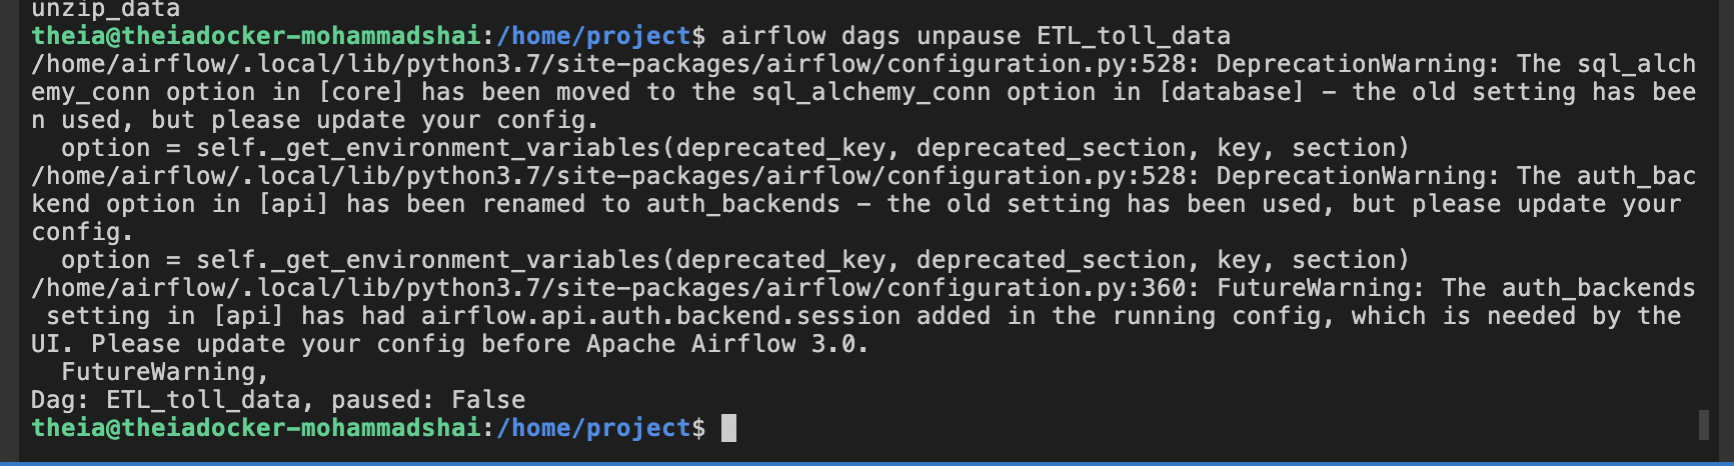 unzip_data
theia@theiadocker-mohammadshai:/home/project$ airflow dags unpause ETL_toll_data
/home/airflow/.local/lib/python3.7/site-packages/airflow/configuration.py:528: DeprecationWarning: The sql_alch
emy_conn option in [core] has been moved to the sql_alchemy_conn option in [database] - the old setting has bee
n used, but please update your config.
  option = self._get_environment_variables(deprecated_key, deprecated_section, key, section)
/home/airflow/.local/lib/python3.7/site-packages/airflow/configuration.py:528: DeprecationWarning: The auth_bac
kend option in [api] has been renamed to auth_backends - the old setting has been used, but please update your
config.
  option = self._get_environment_variables(deprecated_key, deprecated_section, key, section)
/home/airflow/.local/lib/python3.7/site-packages/airflow/configuration.py:360: FutureWarning: The auth_backends
 setting in [api] has had airflow.api.auth.backend.session added in the running config, which is needed by the
UI. Please update your config before Apache Airflow 3.0.
  FutureWarning,
Dag: ETL_toll_data, paused: False
theia@theiadocker-mohammadshai:/home/project$